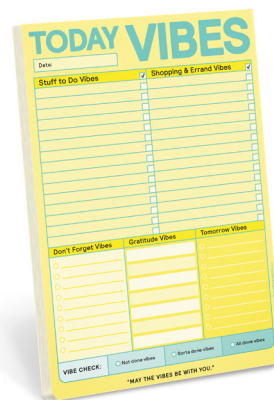 TODAY VIBES
Date:
Stuff to Do Vibes
Shopping & Errand Vibes
Don't Forget Vibes
Gratitude Vibes
Tomorrow Vibes
VIBE CHECK:
Not done vibes
Sorta done vibes
All done vibes
"MAY THE VIBES BE WITH YOU."